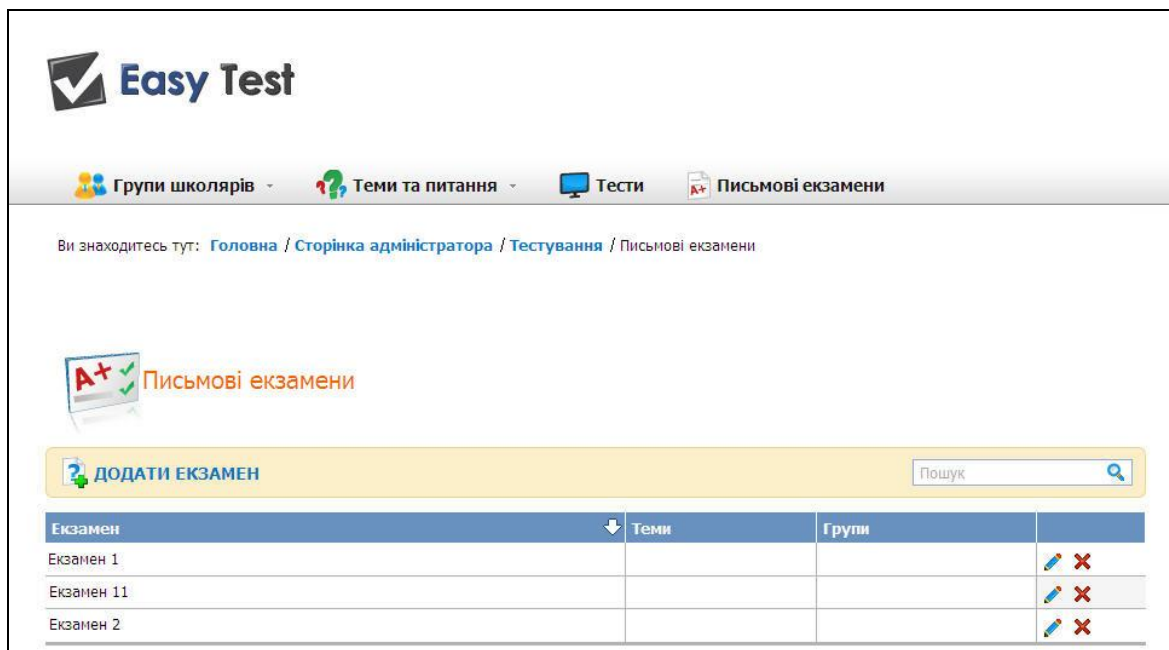 Easy Test
Групи школярів Теми та питання Тести A+ Письмові екзамени
Ви знаходитесь тут: Головна / Сторінка адміністратора / Тестування / Письмові екзамени
A+ Письмові екзамени
ДОДАТИ ЕКЗАМЕН Пошук
Екзамен Теми Групи
Екзамен 1
Екзамен 11
Екзамен 2